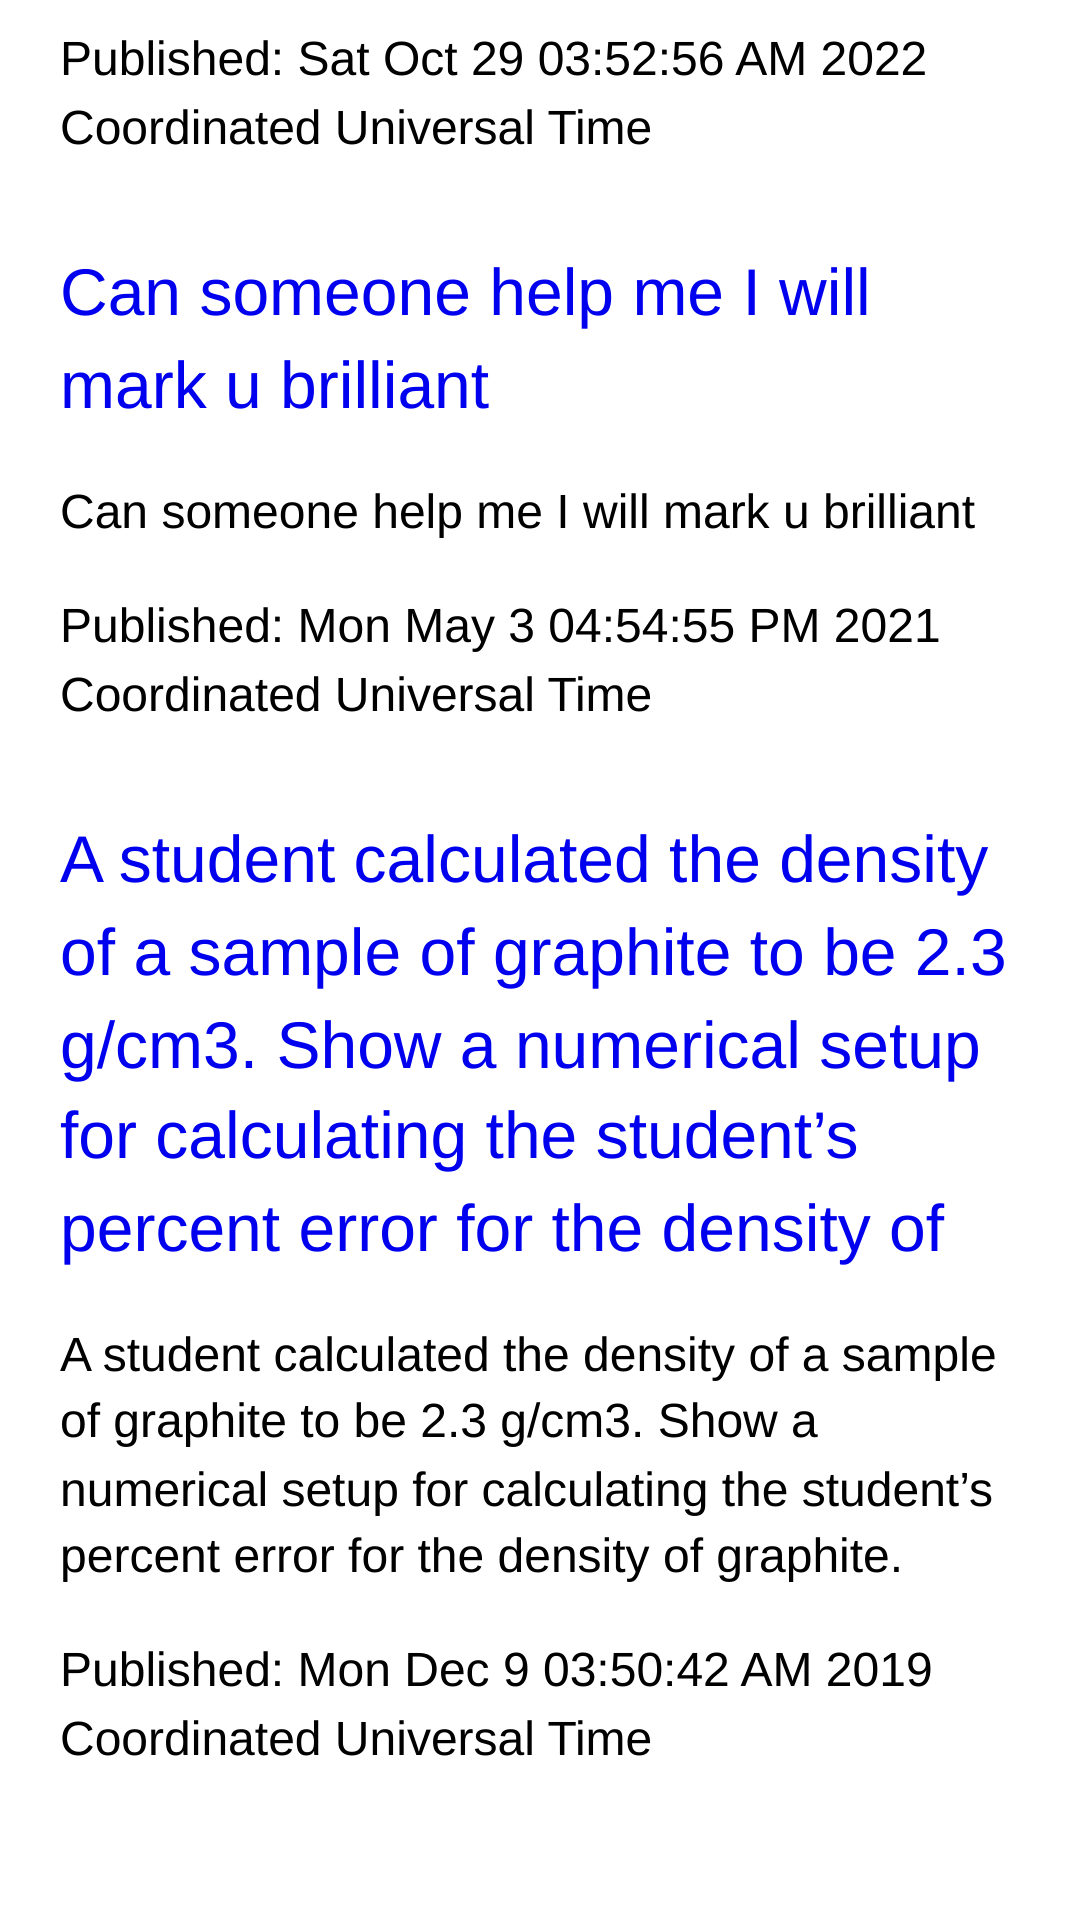 Published: Sat Oct 29 03:52:56 AM 2022
Coordinated Universal Time
Can someone help me I will
mark u brilliant
Can someone help me I will mark u brilliant
Published: Mon May 3 04:54:55 PM 2021
Coordinated Universal Time
A student calculated the density
of a sample of graphite to be 2.3
g/cm3. Show a numerical setup
for calculating the student’s
percent error for the density of
A student calculated the density of a sample
of graphite to be 2.3 g/cm3. Show a
numerical setup for calculating the student’s
percent error for the density of graphite.
Published: Mon Dec 9 03:50:42 AM 2019
Coordinated Universal Time